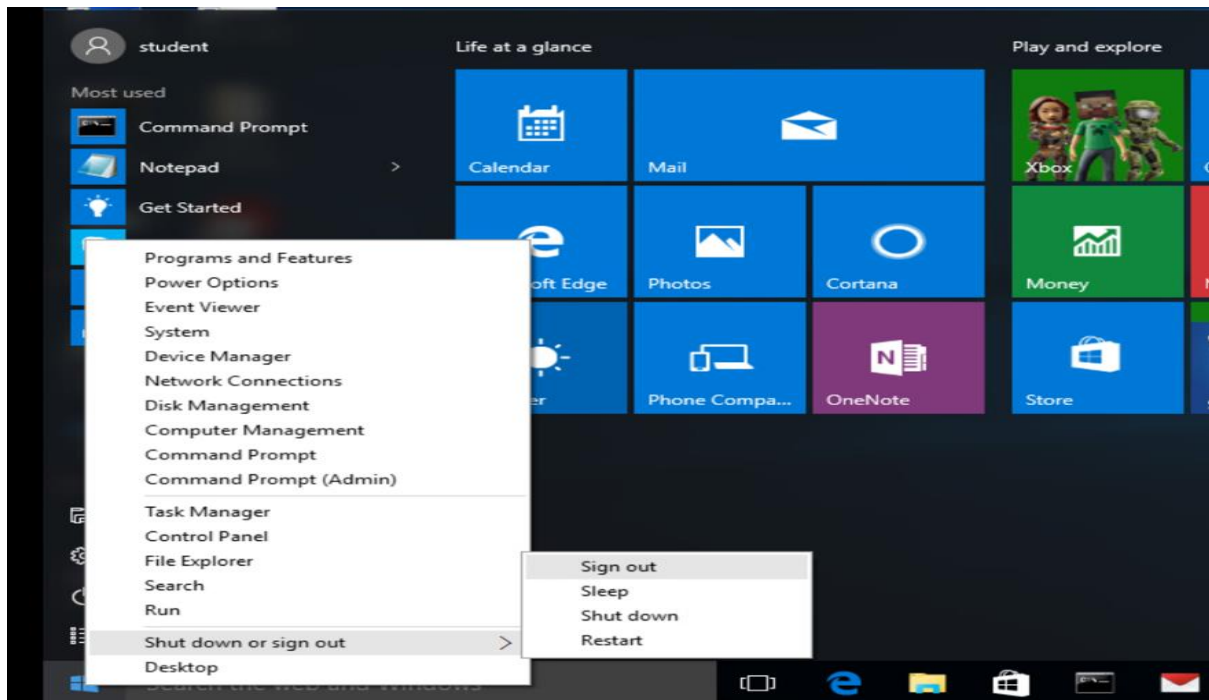 student
Most used
Command Prompt
Notepad
Get Started
Life at a glance
Calendar
Mail
oft Edge
Photos
Cortana
Phone Compa...
OneNote
Play and explore
Xbox
Money
Store
Programs and Features
Power Options
Event Viewer
System
Device Manager
Network Connections
Disk Management
Computer Management
Command Prompt
Command Prompt (Admin)
Task Manager
Control Panel
File Explorer
Search
Run
Shut down or sign out
Desktop
Sign out
Sleep
Shut down
Restart